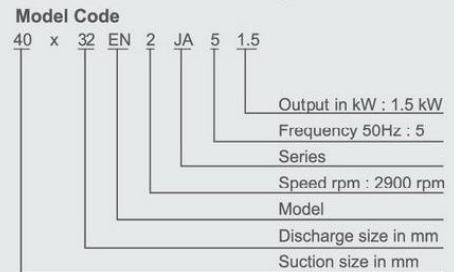 Model Code
40 x 32 EN 2 JA 5 1.5
Output in kW : 1.5 kW
Frequency 50Hz : 5
Series
Speed rpm : 2900 rpm
Model
Discharge size in mm
Suction size in mm